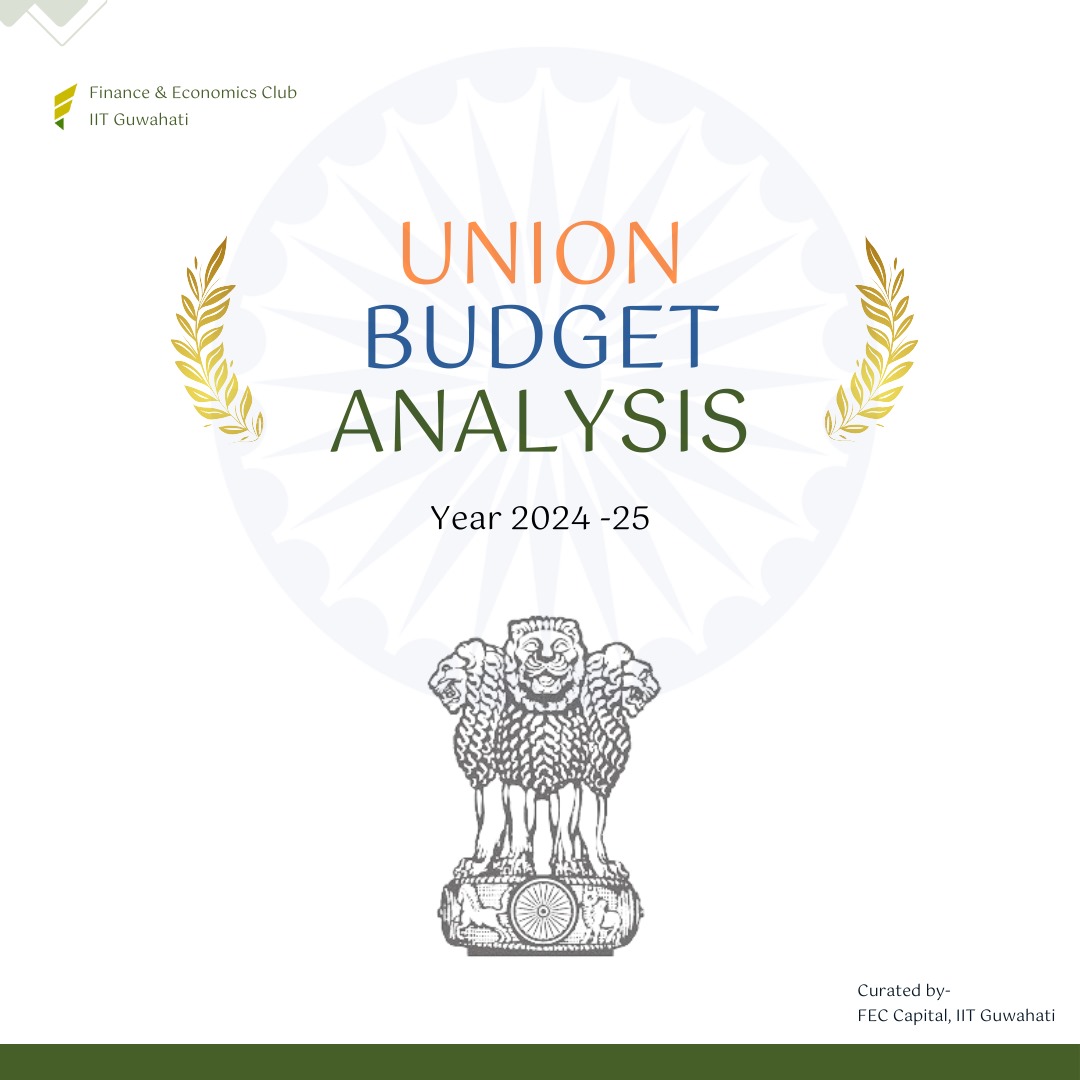 Finance & Economics Club
IIT Guwahati
UNION
BUDGET
ANALYSIS
Year 2024 -25
Curated by-
FEC Capital, IIT Guwahati